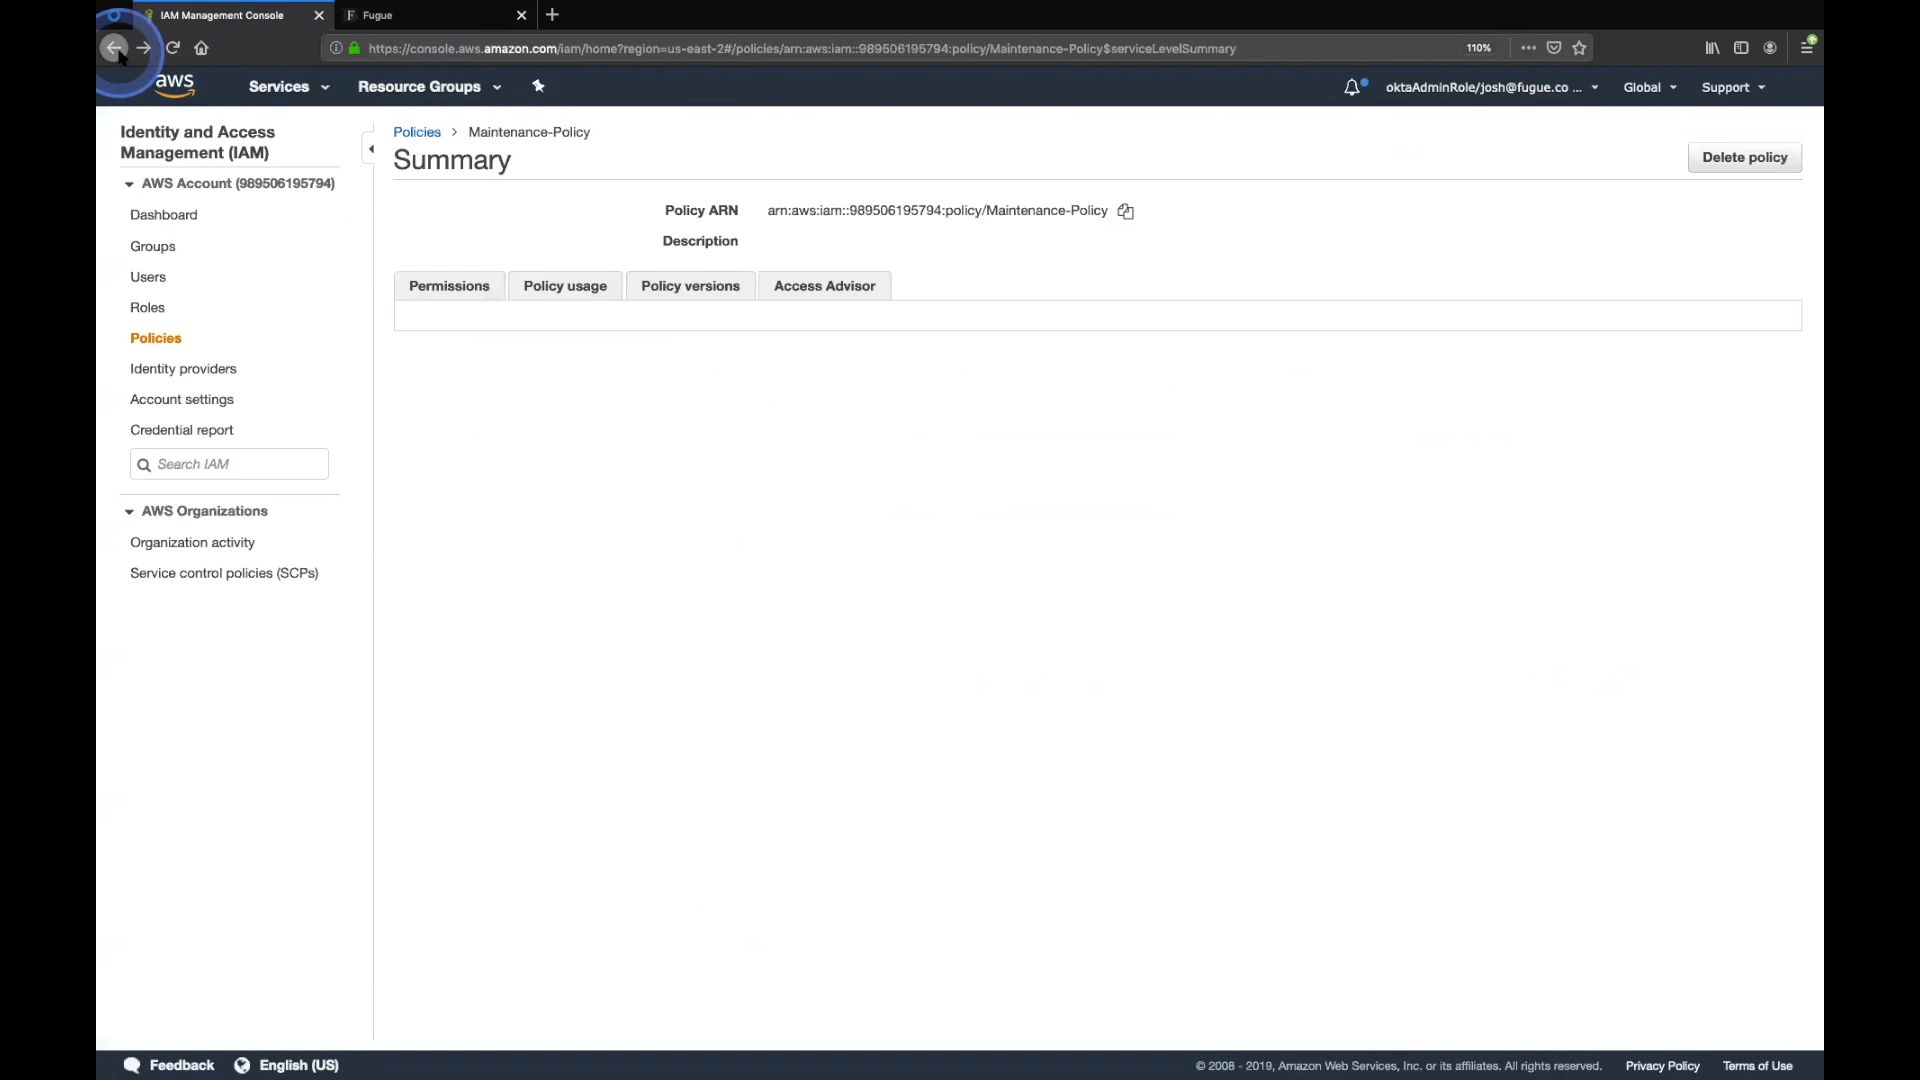 IAM Management Console
Fugue
https://console.aws.amazon.com/iam/home?region=us-east-2#/policies/arn:aws:iam::989506195794:policy/Maintenance-Policy$serviceLevelSummary
110%
aws
Services
Resource Groups
oktaAdminRole/josh@fugue.co ...
Global
Support
Identity and Access
Management (IAM)
AWS Account (989506195794)
Dashboard
Groups
Users
Roles
Policies
Identity providers
Account settings
Credential report
Search IAM
AWS Organizations
Organization activity
Service control policies (SCPs)
Policies > Maintenance-Policy
Summary
Delete policy
Policy ARN arn:aws:iam::989506195794:policy/Maintenance-Policy
Description
Permissions
Policy usage
Policy versions
Access Advisor
Feedback
English (US)
© 2008 - 2019, Amazon Web Services, Inc. or its affiliates. All rights reserved.
Privacy Policy
Terms of Use